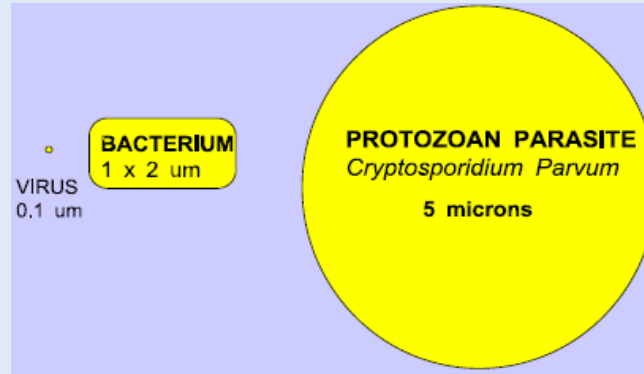 VIRUS
0.1 um
BACTERIUM
1 x 2 um
PROTOZOAN PARASITE
Cryptosporidium Parvum
5 microns